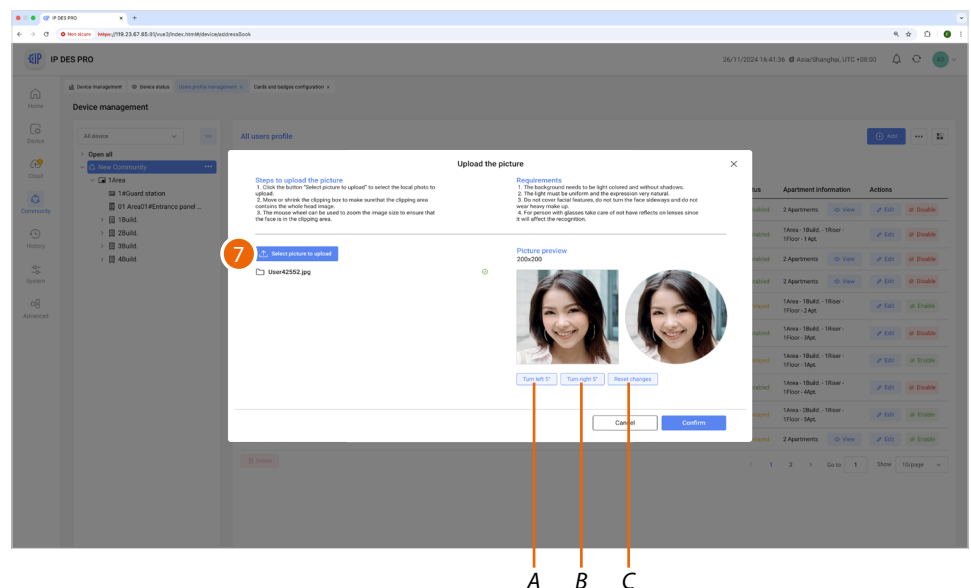 IP DES PRO
Non sicuro https://119.23.67.85:81/vue3/index.html#/device/addressBook
IP DES PRO
26/11/2024 16:41:36 Asia/Shanghai, UTC +08:00
Device management
Device status
Users profile management
Cards and badges configuration
Home
Device
Cloud
Community
History
System
Advanced
Device management
All device
Open all
New Community
1Area
1#Guard station
01 Area01#Entrance panel ...
1Build.
2Build.
3Build.
4Build.
All users profile
Add
Apartment information
Actions
2 Apartments View Edit Disable
1Area - 1Build. - 1Riser - Edit Disable
1Floor - 1 Apt.
2 Apartments View Edit Disable
2 Apartments View Edit Disable
1Area - 1Build. - 1Riser - Edit Enable
1Floor - 2 Apt.
1Area - 1Build. - 1Riser - Edit Disable
1Floor - 3Apt.
1Area - 1Build. - 1Riser - Edit Enable
1Floor - 1Apt.
1Area - 1Build. - 1Riser - Edit Disable
1Floor - 4Apt.
1Area - 2Build. - 1Riser - Edit Enable
2 Apartments View Edit Enable
Delete
1 2 Go to 1 Show 10/page
Upload the picture
Steps to upload the picture
1. Click the button "Select picture to upload" to select the local photo to
upload.
2. Move or shrink the clipping box to make surethat the clipping area
contains the whole head image.
3. The mouse wheel can be used to zoom the image size to ensure that
the face is in the clipping area.
Requirements
1. The background needs to be light colored and without shadows.
2. The light must be uniform and the expression very natural.
3. Do not cover facial features, do not turn the face sideways and do not
wear heavy make up.
4. For person with glasses take care of not have reflects on lenses since
it will affect the recognition.
7
Select picture to upload
User42552.jpg
Picture preview
200x200
Turn left 5°
Turn right 5°
Reset changes
Cancel
Confirm
A
B
C